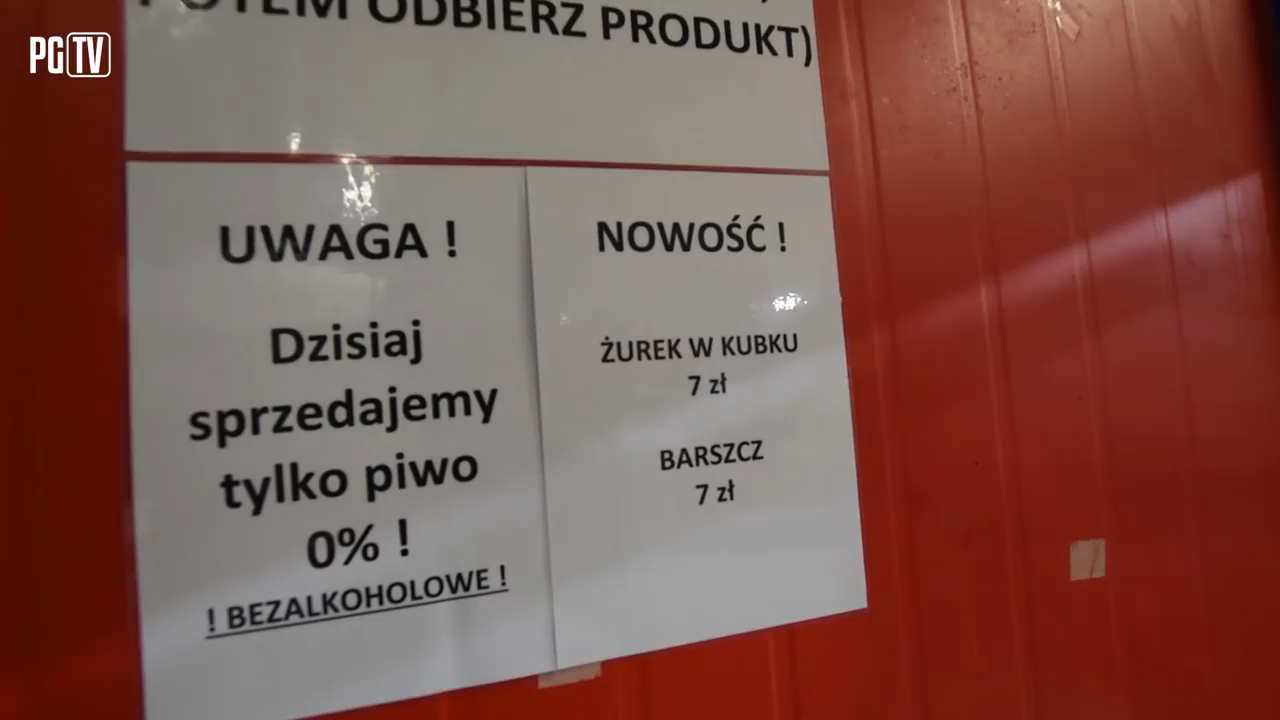 PGTV
POTEM ODBIERZ PRODUKT)
UWAGA !
Dzisiaj
sprzedajemy
tylko piwo
0% !
! BEZALKOHOLOWE !
NOWOŚĆ !
ŻUREK W KUBKU
7 zł
BARSZCZ
7 zł